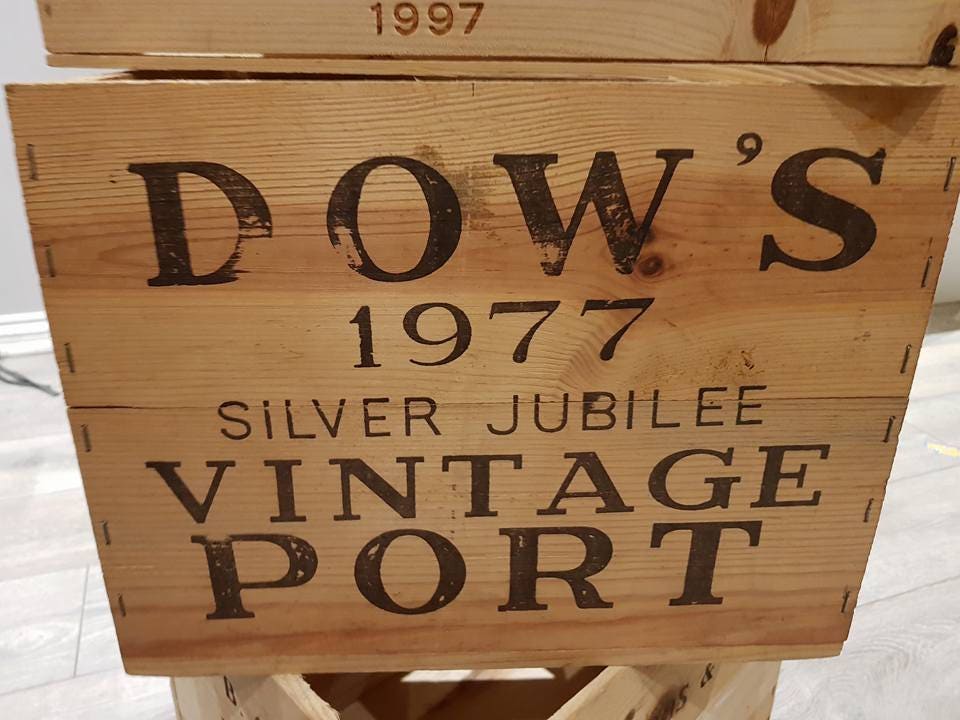 1997
DOW'S
1977
SiLVER JUBILEE
VINTAGE
PORT
&